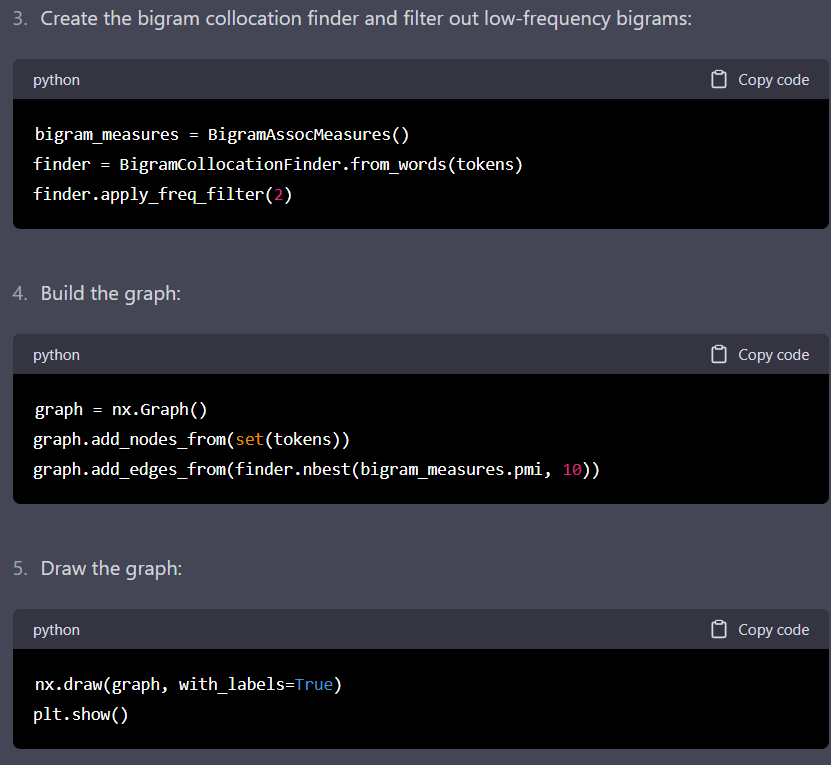 3. Create the bigram collocation finder and filter out low-frequency bigrams:
python
Copy code
bigram_measures = BigramAssocMeasures()
finder = BigramCollocationFinder.from_words(tokens)
finder.apply_freq_filter(2)
4. Build the graph:
python
Copy code
graph = nx.Graph()
graph.add_nodes_from(set(tokens))
graph.add_edges_from(finder.nbest(bigram_measures.pmi, 10))
5. Draw the graph:
python
Copy code
nx.draw(graph, with_labels=True)
plt.show()